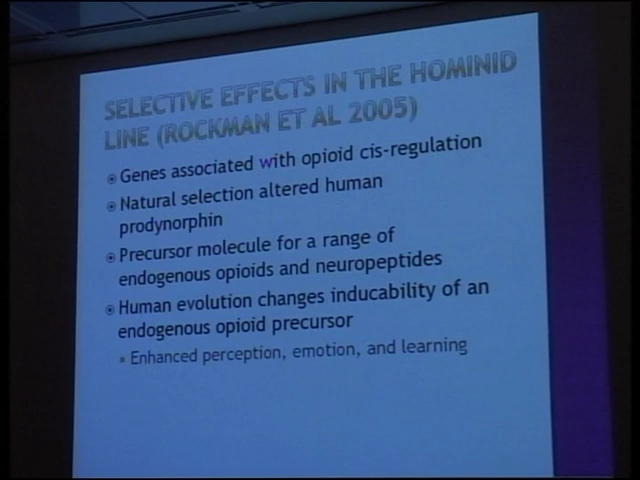 SELECTIVE EFFECTS IN THE HOMINID
LINE (ROCKMAN ET AL 2005)
Genes associated with opioid cis-regulation
Natural selection altered human
prodynorphin
Precursor molecule for a range of
endogenous opioids and neuropeptides
Human evolution changes inducability of an
endogenous opioid precursor
Enhanced perception, emotion, and learning